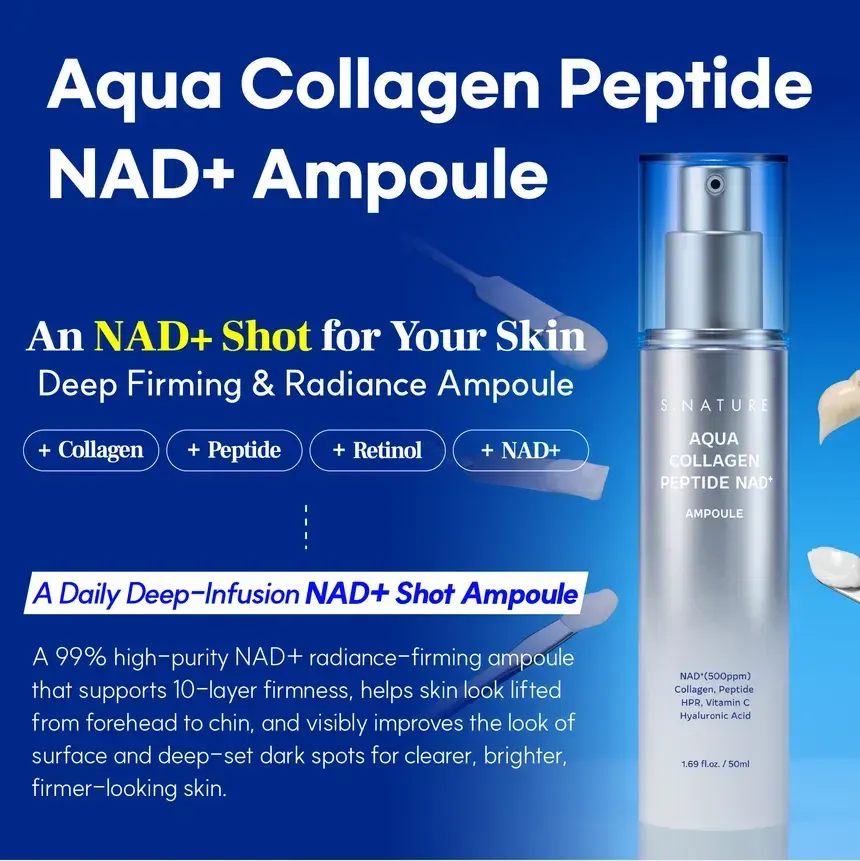 Aqua Collagen Peptide
NAD+ Ampoule
An NAD+ Shot for Your Skin
Deep Firming & Radiance Ampoule
+ Collagen
+ Peptide
+ Retinol
+ NAD+
A Daily Deep-Infusion NAD+ Shot Ampoule
A 99% high-purity NAD+ radiance-firming ampoule
that supports 10-layer firmness, helps skin look lifted
from forehead to chin, and visibly improves the look of
surface and deep-set dark spots for clearer, brighter,
firmer-looking skin.
S.NATURE
AQUA
COLLAGEN
PEPTIDE NAD⁺
AMPOULE
NAD⁺(500ppm)
Collagen, Peptide
HPR, Vitamin C
Hyaluronic Acid
1.69 fl.oz. / 50ml